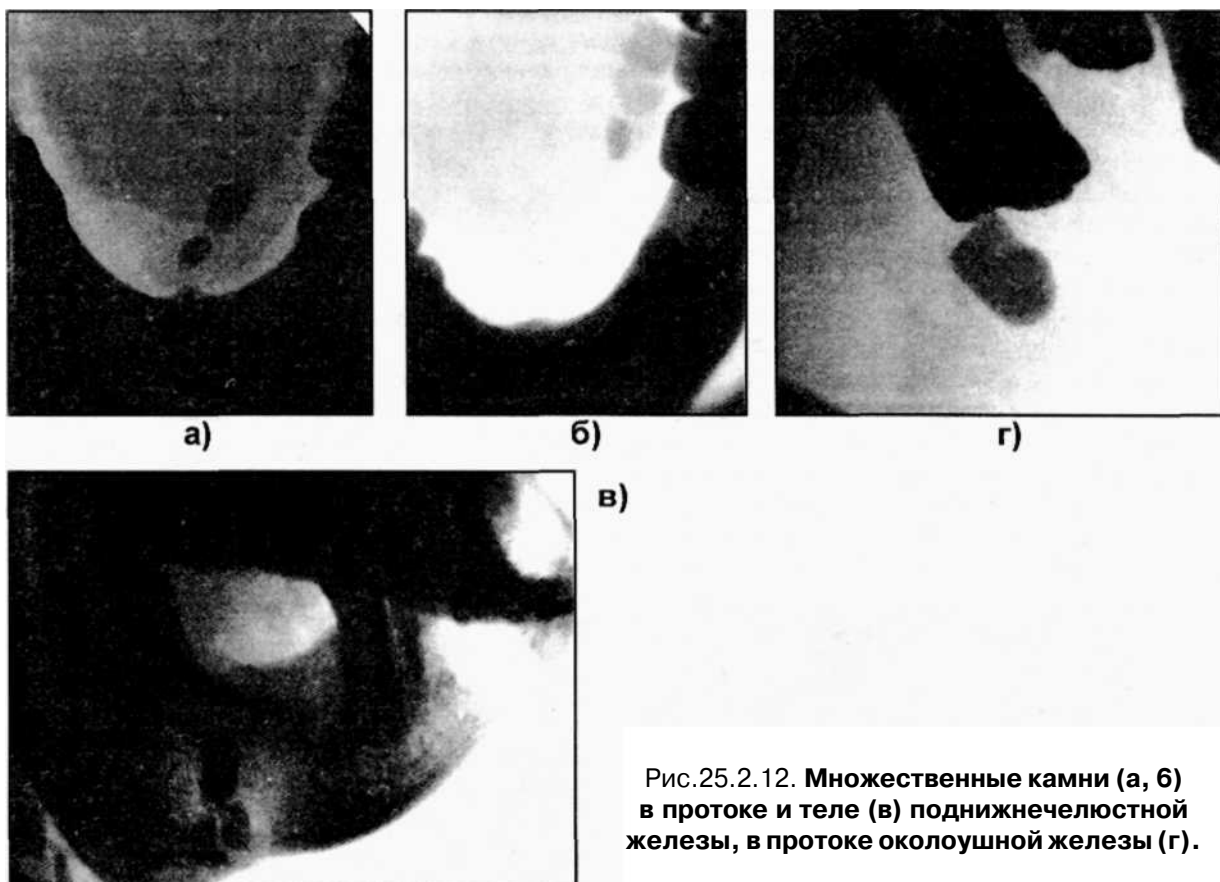 а)
б)
г)
в)
Рис.25.2.12. Множественные камни (а, б)
в протоке и теле (в) поднижнечелюстной
железы, в протоке околоушной железы (г).